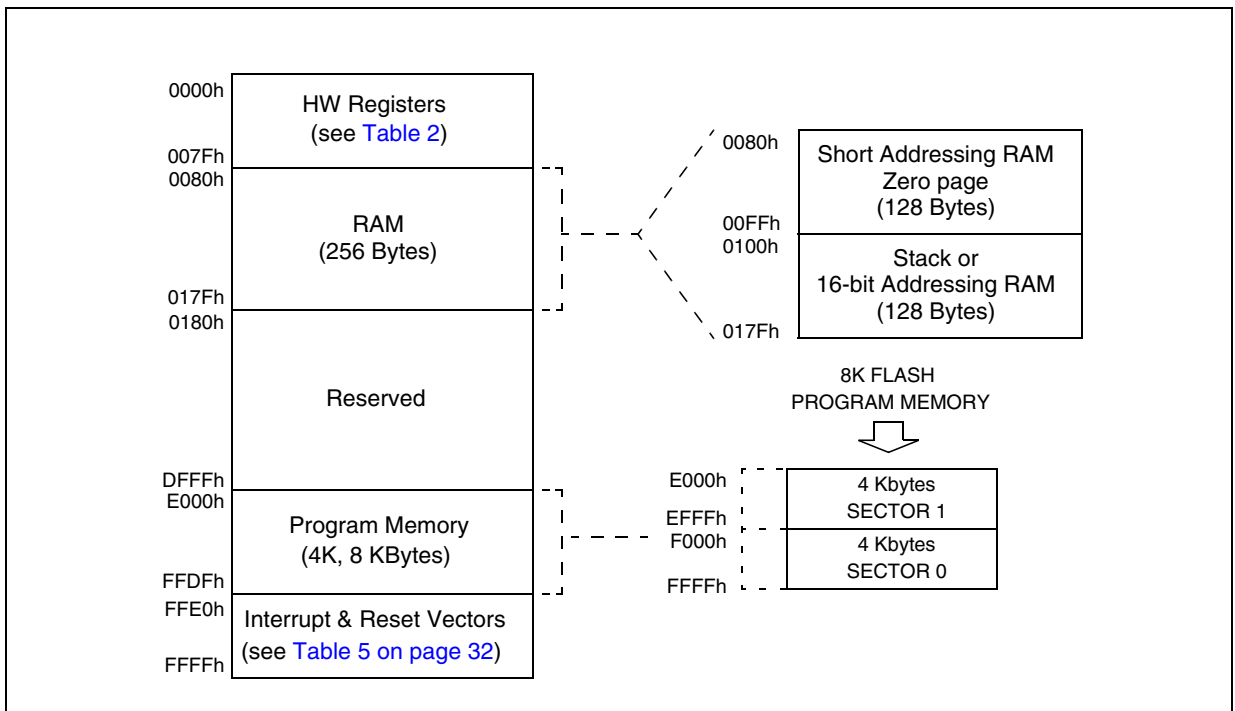 0000h
HW Registers
(see Table 2)
007Fh
0080h
RAM
(256 Bytes)
017Fh
0180h
Reserved
DFFFh
E000h
Program Memory
(4K, 8 KBytes)
FFDFh
FFE0h
Interrupt & Reset Vectors
(see Table 5 on page 32)
FFFFh
0080h
Short Addressing RAM
Zero page
(128 Bytes)
00FFh
0100h
Stack or
16-bit Addressing RAM
(128 Bytes)
017Fh
8K FLASH
PROGRAM MEMORY
E000h
4 Kbytes
SECTOR 1
EFFFh
F000h
4 Kbytes
SECTOR 0
FFFFh